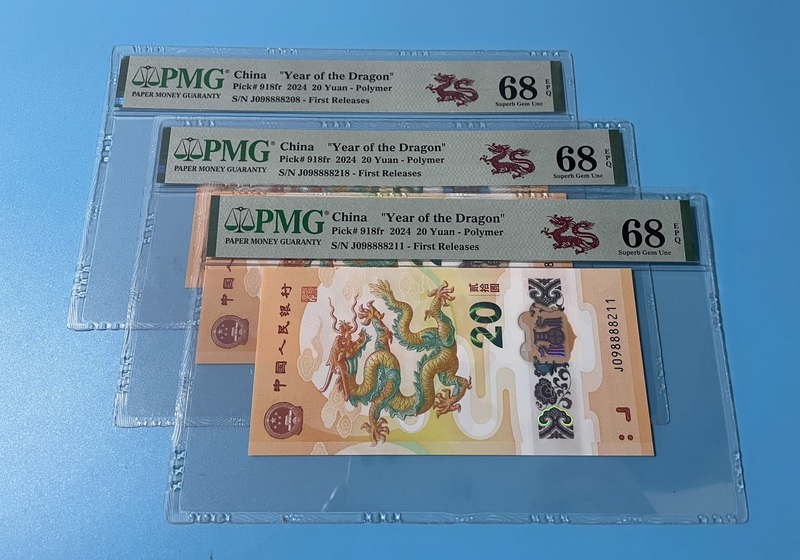 PMG® China "Year of the Dragon" 68 EPQ
Pick# 918fr 2024 20 Yuan - Polymer
PAPER MONEY GUARANTY S/N J098888208 - First Releases Superb Gem Unc
PMG® China "Year of the Dragon" 68 EPQ
Pick# 918fr 2024 20 Yuan - Polymer
PAPER MONEY GUARANTY S/N J098888218 - First Releases Superb Gem Unc
PMG® China "Year of the Dragon" 68 EPQ
Pick# 918fr 2024 20 Yuan - Polymer
PAPER MONEY GUARANTY S/N J098888211 - First Releases Superb Gem Unc
中国人民银行
贰拾圆
20
J098888211
中国人